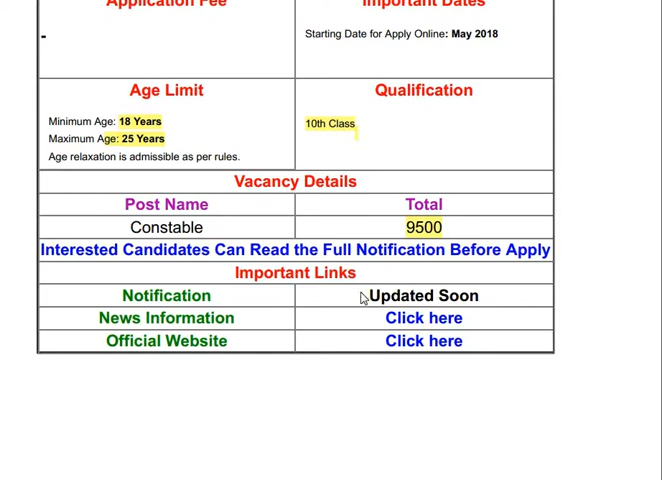 Application Fee
Important Dates
-
Starting Date for Apply Online: May 2018
Age Limit
Qualification
Minimum Age: 18 Years
Maximum Age: 25 Years
Age relaxation is admissible as per rules.
10th Class
Vacancy Details
Post Name
Total
Constable
9500
Interested Candidates Can Read the Full Notification Before Apply
Important Links
Notification
Updated Soon
News Information
Click here
Official Website
Click here